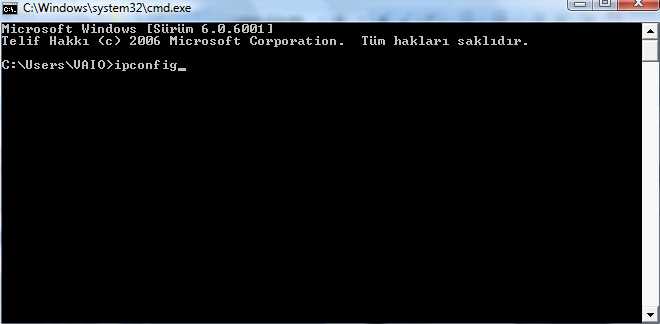 C:\Windows\system32\cmd.exe
Microsoft Windows [Sürüm 6.0.6001]
Telif Hakkı (c) 2006 Microsoft Corporation.  Tüm hakları saklıdır.
C:\Users\VAIO>ipconfig_